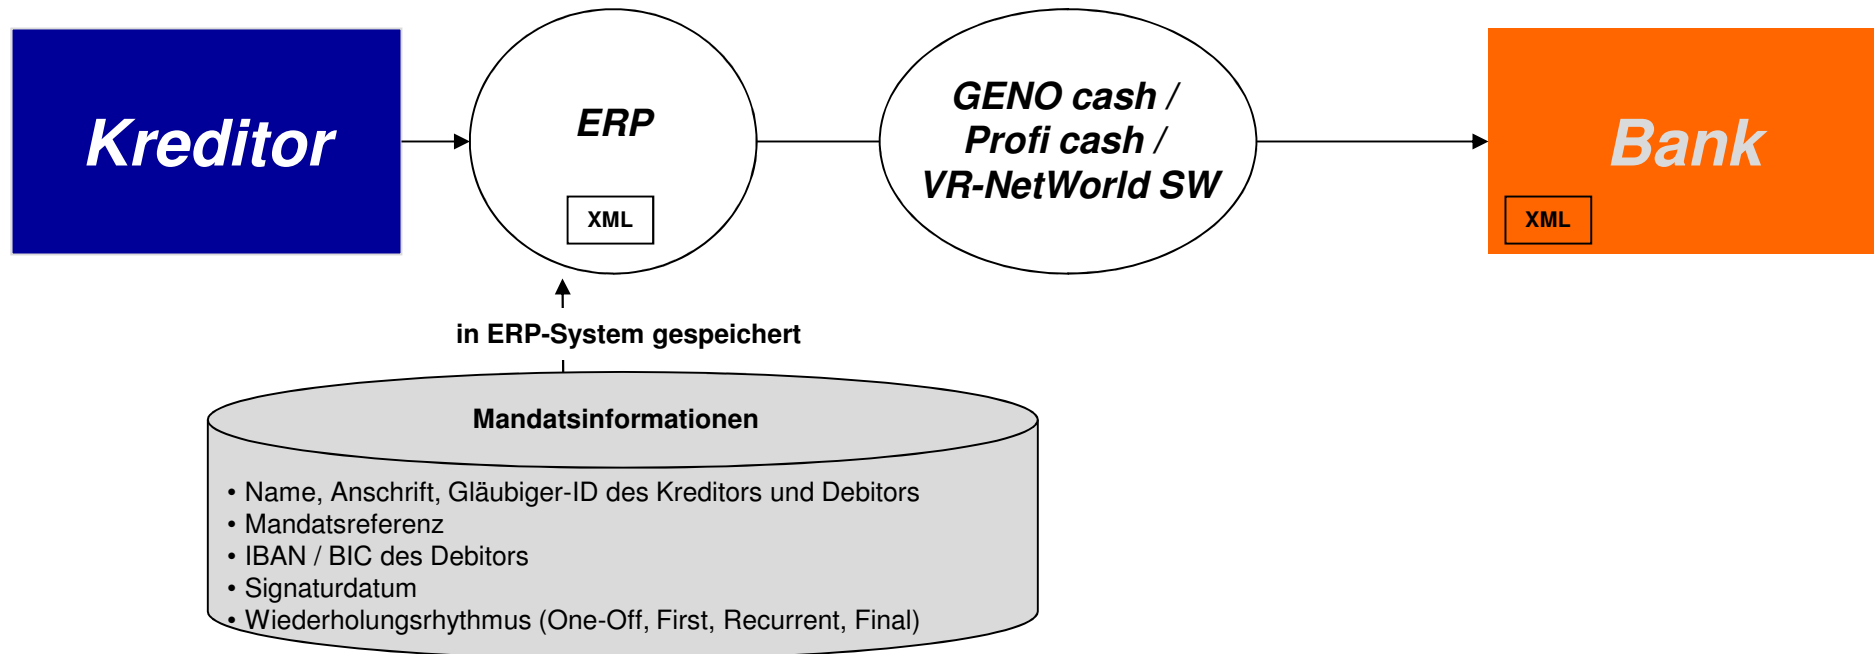 Kreditor
ERP
XML
GENO cash /
Profi cash /
VR-NetWorld SW
Bank
XML
in ERP-System gespeichert
Mandatsinformationen
• Name, Anschrift, Gläubiger-ID des Kreditors und Debitors
• Mandatsreferenz
• IBAN / BIC des Debitors
• Signaturdatum
• Wiederholungsrhythmus (One-Off, First, Recurrent, Final)